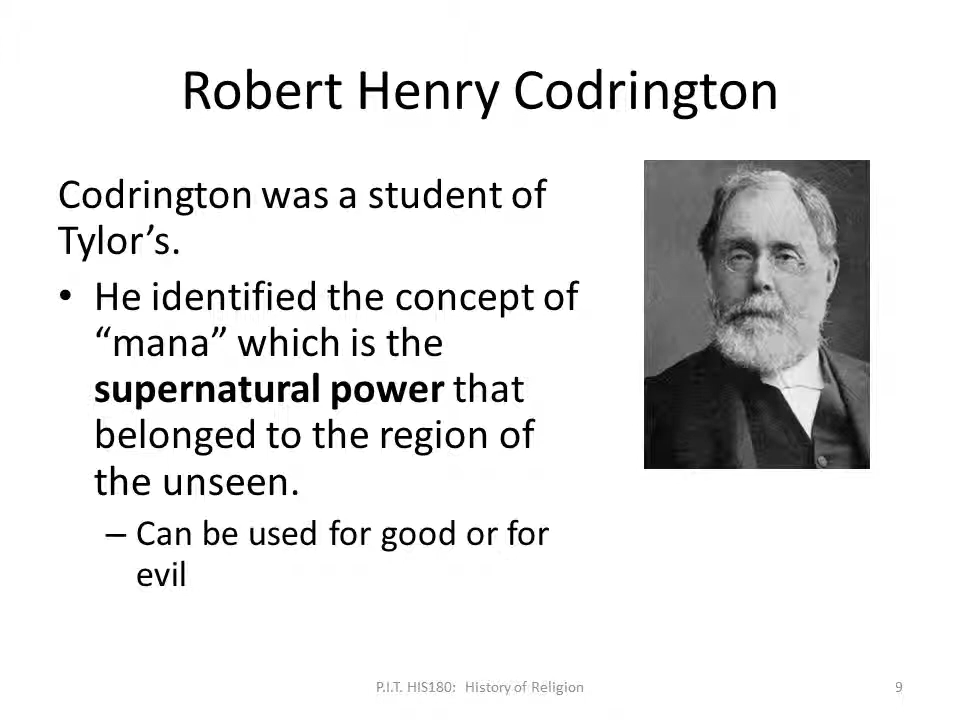 Robert Henry Codrington
Codrington was a student of
Tylor’s.
• He identified the concept of
“mana” which is the
supernatural power that
belonged to the region of
the unseen.
– Can be used for good or for
evil
P.I.T. HIS180: History of Religion
9